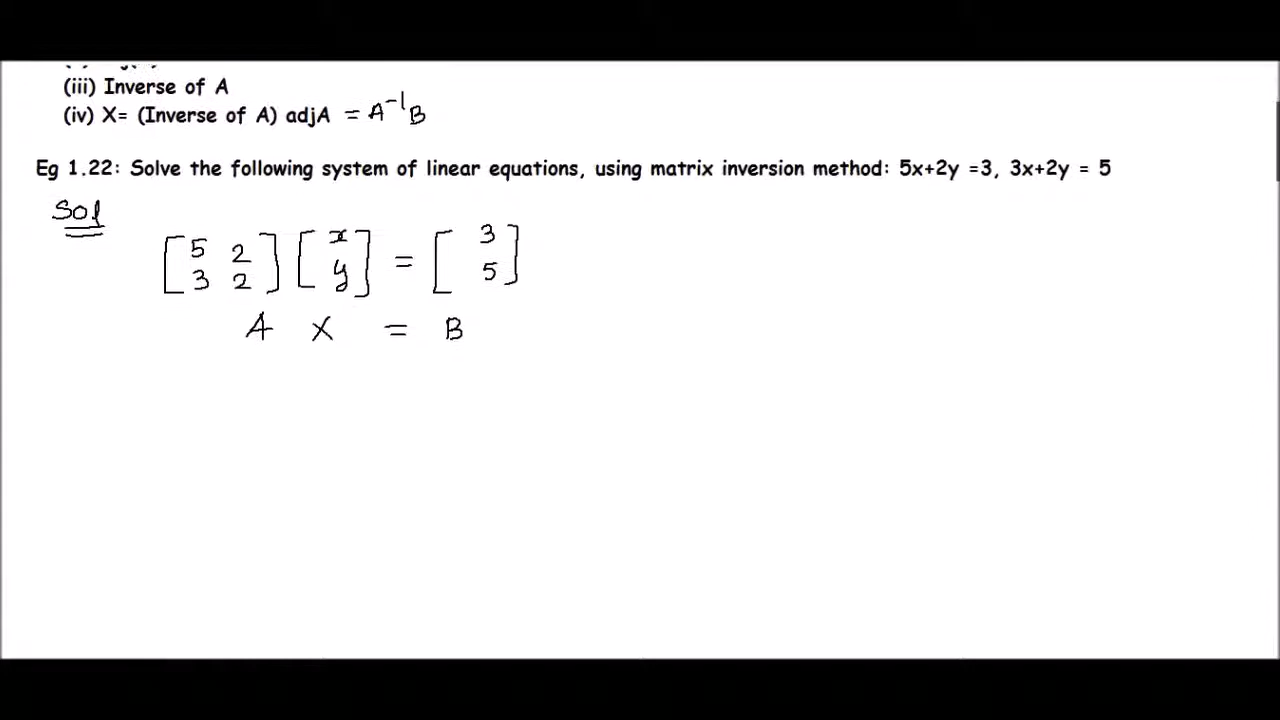 (iii) Inverse of A
(iv) X= (Inverse of A) adjA = A⁻¹B
Eg 1.22: Solve the following system of linear equations, using matrix inversion method: 5x+2y =3, 3x+2y = 5
Sol
[5 2 3 2] [x y] = [3 5]
A X = B